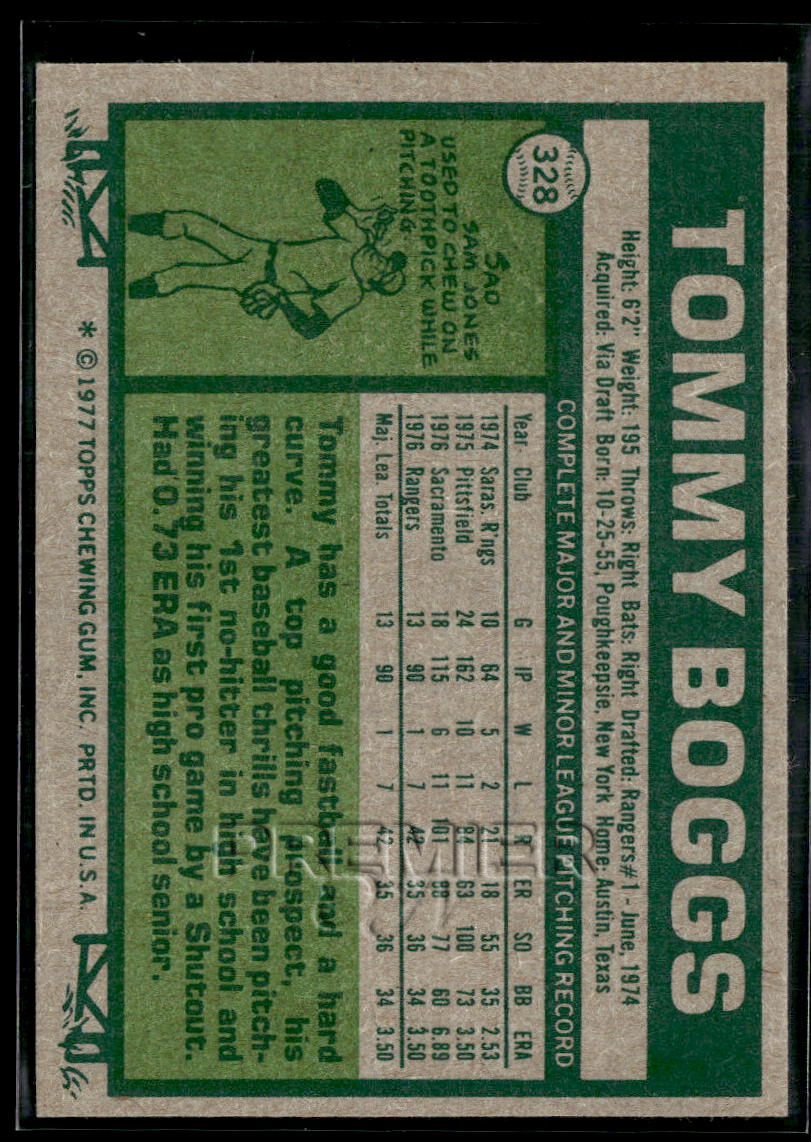 328
TOMMY BOGGS
Height: 6'2" Weight: 195 Throws: Right Bats: Right Drafted: Rangers #1 - June, 1974
Acquired: Via Draft Born: 10-25-55, Poughkeepsie, New York Home: Austin, Texas
COMPLETE MAJOR AND MINOR LEAGUE PITCHING RECORD
Year Club G IP W L R ER SO BB ERA
1974 Saras. R'ngs 10 64 5 2 21 18 55 35 2.53
1975 Pittsfield 24 162 10 11 84 63 100 73 3.50
1976 Sacramento 18 115 6 11 101 88 77 60 6.89
1976 Rangers 13 90 1 7 42 35 36 34 3.50
Maj. Lea. Totals 13 90 1 7 42 35 36 34 3.50
SAD
SAM JONES
USED TO CHEW ON
A TOOTHPICK WHILE
PITCHING.
Tommy has a good fastball and a hard
curve. A top pitching prospect, his
greatest baseball thrills have been pitch-
ing his 1st no-hitter in high school and
winning his first pro game by a Shutout.
Had 0.73 ERA as high school senior.
* © 1977 TOPPS CHEWING GUM, INC. PRTD. IN U.S.A.
PREMIER